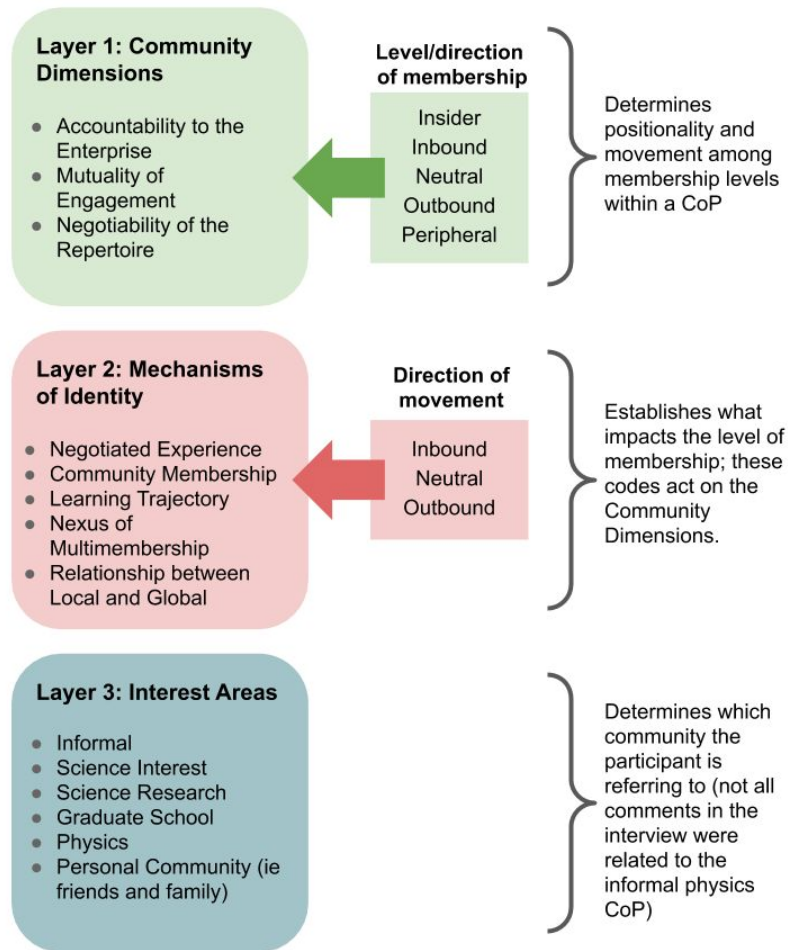 Layer 1: Community
Dimensions
● Accountability to the
Enterprise
● Mutuality of
Engagement
● Negotiability of the
Repertoire
Level/direction
of membership
Insider
Inbound
Neutral
Outbound
Peripheral
Determines
positionality and
movement among
membership levels
within a CoP
Layer 2: Mechanisms
of Identity
● Negotiated Experience
● Community Membership
● Learning Trajectory
● Nexus of
Multimembership
● Relationship between
Local and Global
Direction of
movement
Inbound
Neutral
Outbound
Establishes what
impacts the level of
membership; these
codes act on the
Community
Dimensions.
Layer 3: Interest Areas
● Informal
● Science Interest
● Science Research
● Graduate School
● Physics
● Personal Community (ie
friends and family)
Determines which
community the
participant is
referring to (not all
comments in the
interview were
related to the
informal physics
CoP)